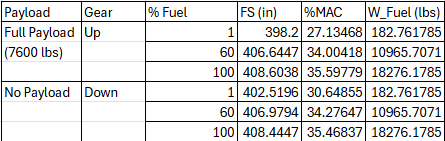 Payload Gear % Fuel FS (in) %MAC W_Fuel (lbs)
Full Payload Up 1 398.2 27.13468 182.761785
(7600 lbs) 60 406.6447 34.00418 10965.7071
100 408.6038 35.59779 18276.1785
No Payload Down 1 402.5196 30.64855 182.761785
60 406.9794 34.27647 10965.7071
100 408.4447 35.46837 18276.1785